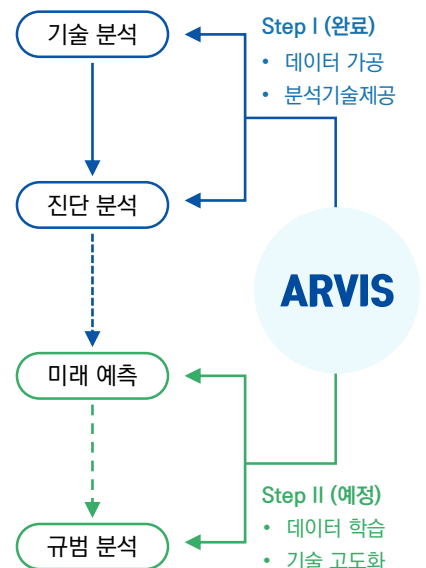 기술 분석
Step I (완료)
• 데이터 가공
• 분석기술제공
진단 분석
ARVIS
미래 예측
Step II (예정)
• 데이터 학습
• 기술 고도화
규범 분석